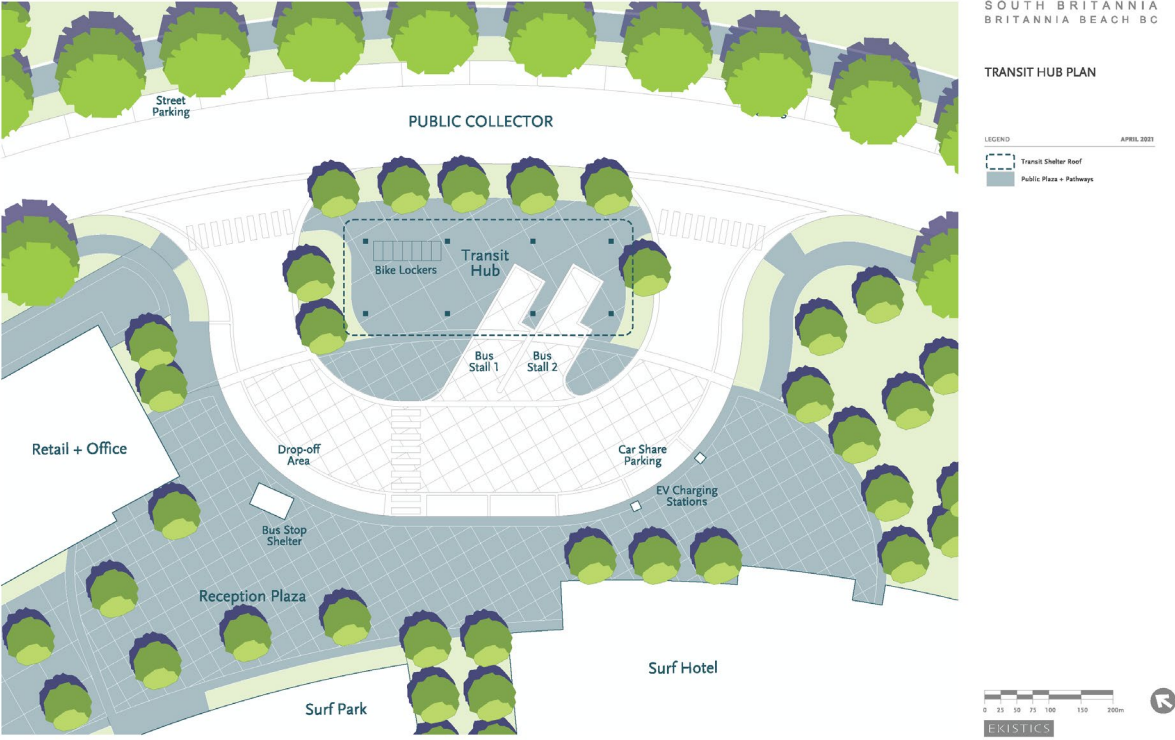 SOUTH BRITANNIA
BRITANNIA BEACH BC
TRANSIT HUB PLAN
LEGEND
APRIL 2021
Transit Shelter Roof
Public Plaza + Pathways
Street
Parking
PUBLIC COLLECTOR
Bike Lockers
Transit
Hub
Bus
Stall 1
Bus
Stall 2
Retail + Office
Drop-off
Area
Car Share
Parking
EV Charging
Stations
Bus Stop
Shelter
Reception Plaza
Surf Hotel
Surf Park
0 25 50 75 100 150 200m
EKISTICS